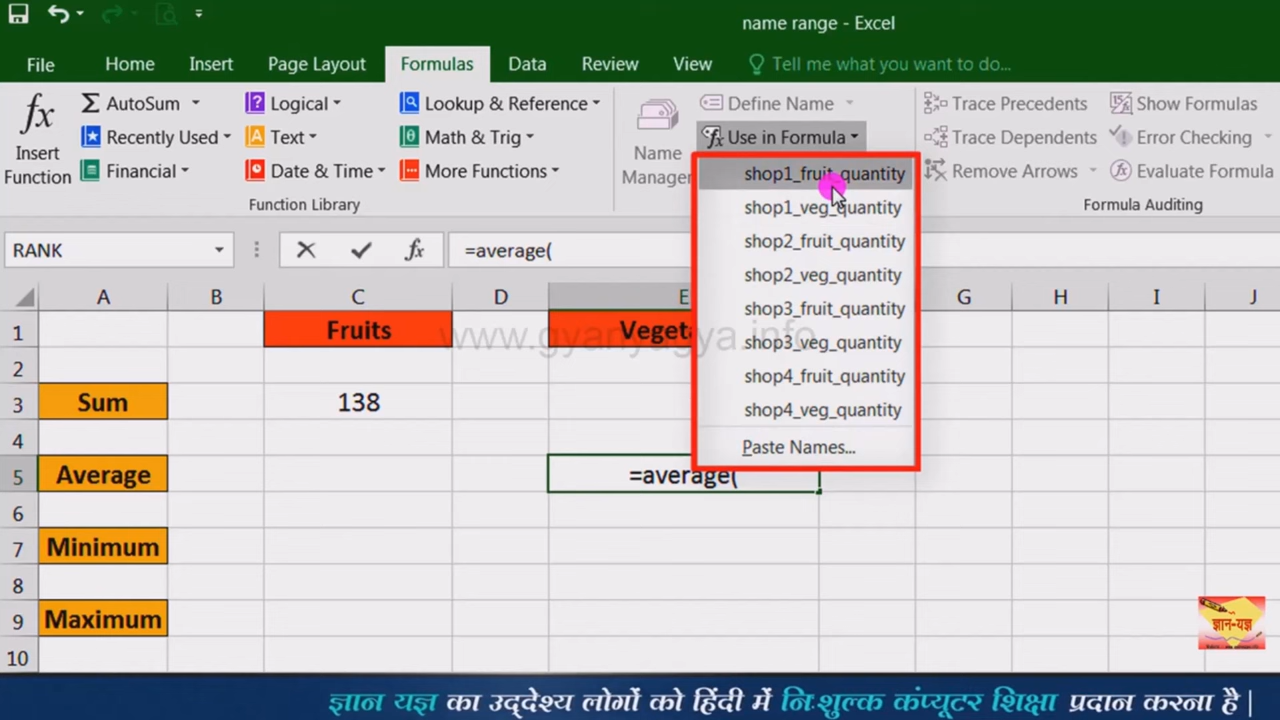 name range - Excel
File Home Insert Page Layout Formulas Data Review View Tell me what you want to do...
fx Σ AutoSum Logical Lookup & Reference Define Name Trace Precedents Show Formulas
Recently Used Text Math & Trig Use in Formula Trace Dependents Error Checking
Insert Function Financial Date & Time More Functions Name Manager Remove Arrows Evaluate Formula
Function Library Formula Auditing
shop1_fruit_quantity
shop1_veg_quantity
shop2_fruit_quantity
shop2_veg_quantity
shop3_fruit_quantity
shop3_veg_quantity
shop4_fruit_quantity
shop4_veg_quantity
Paste Names...
RANK fx =average(
A B C D E G H I J
1 Fruits Vegeta
www.gyanyagya.info
2
3 Sum 138
4
5 Average =average(
6
7 Minimum
8
9 Maximum
10
ज्ञान-यज्ञ
ज्ञान यज्ञ का उद्देश्य लोगों को हिंदी में निःशुल्क कंप्यूटर शिक्षा प्रदान करना है |